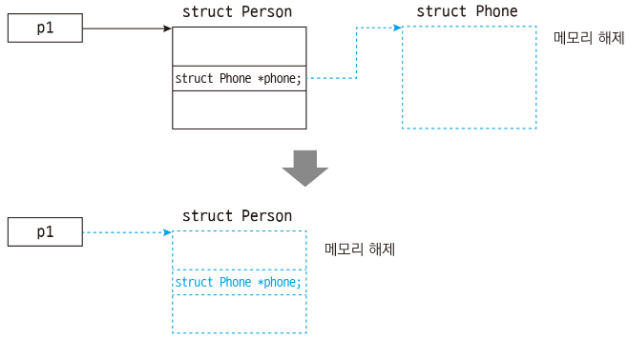 struct Person
struct Phone
p1
메모리 해제
struct Phone *phone;
struct Person
p1
메모리 해제
struct Phone *phone;